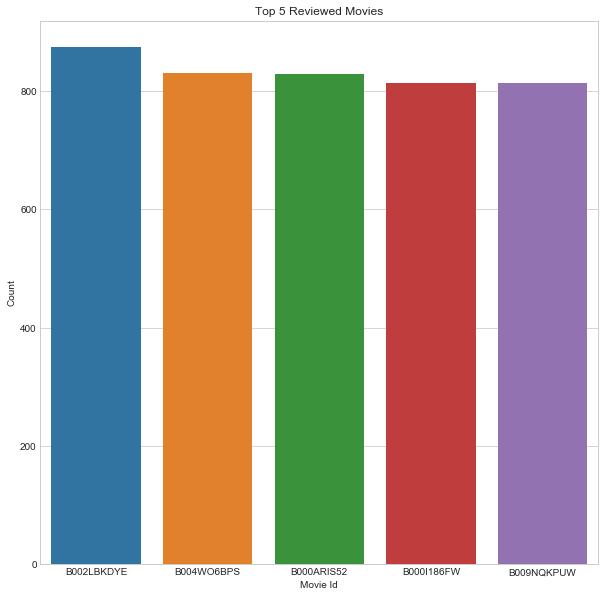 Top 5 Reviewed Movies
800
600
400
200
0
Count
B002LBKDYE B004WO6BPS B000ARIS52 B000I186FW B009NQKPUW
Movie Id